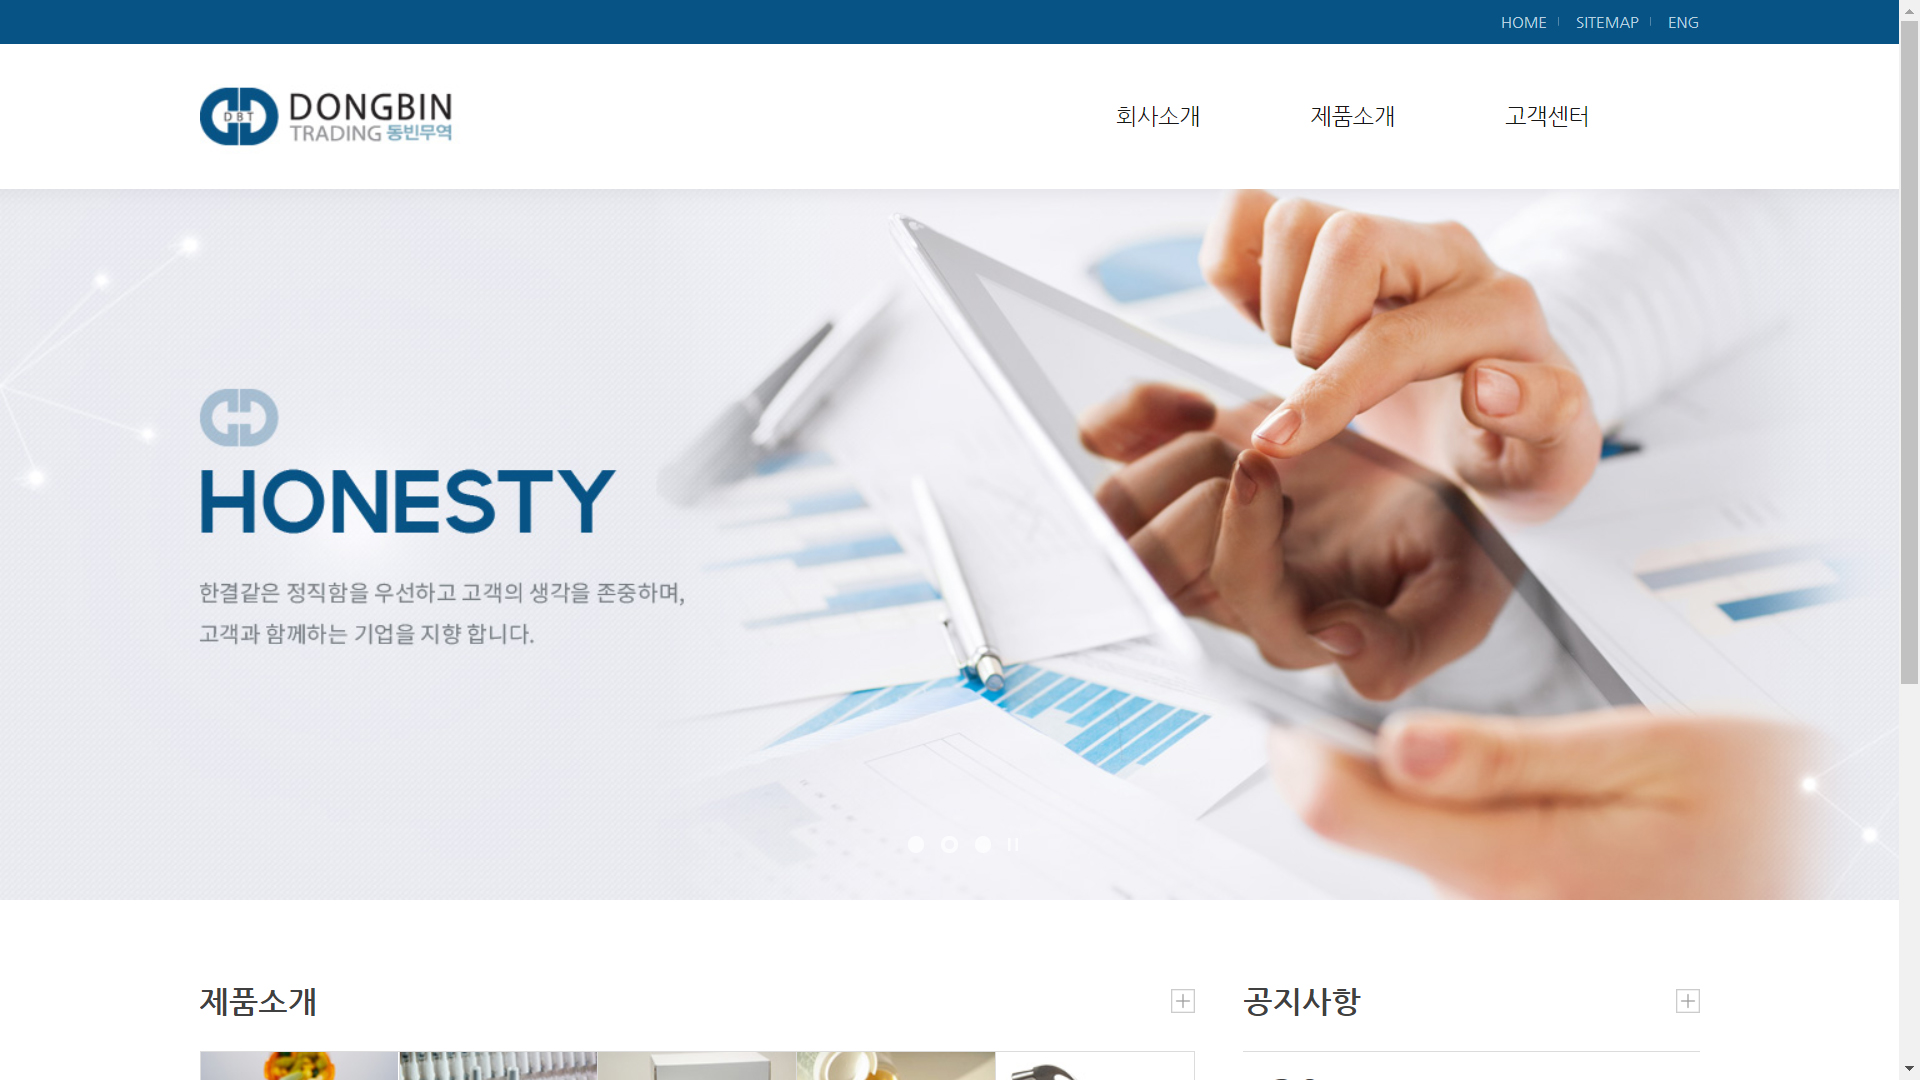 HOME
SITEMAP
ENG
DBT
DONGBIN
TRADING 동빈무역
회사소개
제품소개
고객센터
HONESTY
한결같은 정직함을 우선하고 고객의 생각을 존중하며,
고객과 함께하는 기업을 지향 합니다.
제품소개
공지사항